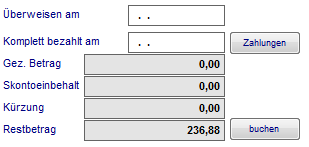 Überweisen am . .
Komplett bezahlt am . . Zahlungen
Gez. Betrag 0,00
Skontoeinbehalt 0,00
Kürzung 0,00
Restbetrag 236,88 buchen